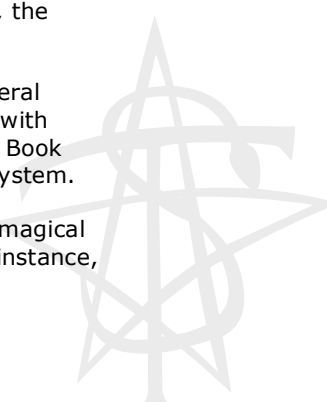 , the
eral
with
Book
ystem.
magical
instance,